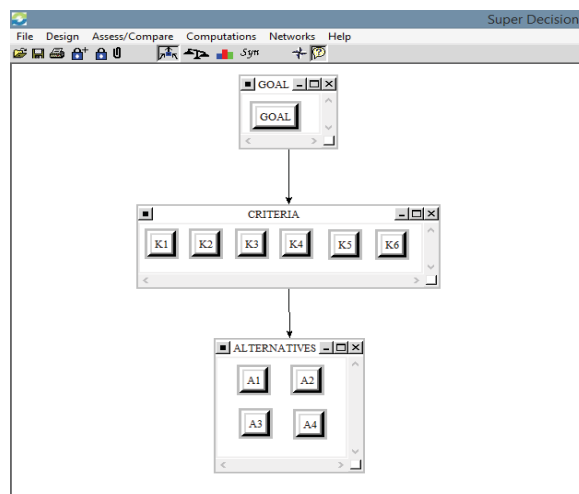 Super Decision
File Design Assess/Compare Computations Networks Help
Syn
GOAL
GOAL
CRITERIA
K1 K2 K3 K4 K5 K6
ALTERNATIVES
A1 A2
A3 A4